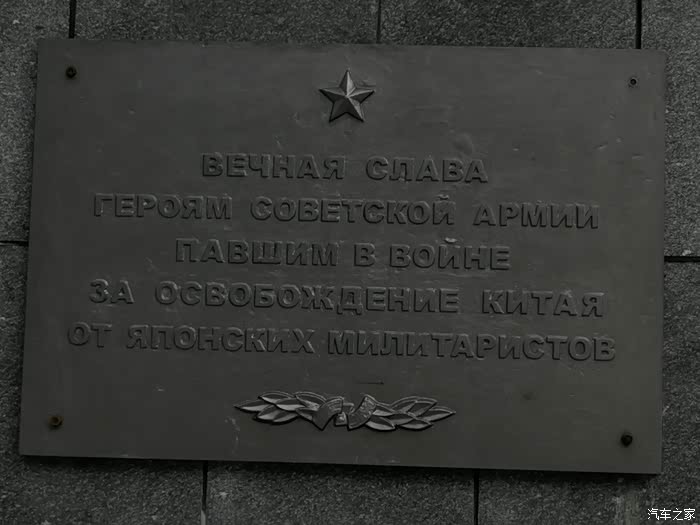 ВЕЧНАЯ СЛАВА
ГЕРОЯМ СОВЕТСКОЙ АРМИИ
ПАВШИМ В ВОЙНЕ
ЗА ОСВОБОЖДЕНИЕ КИТАЯ
ОТ ЯПОНСКИХ МИЛИТАРИСТОВ
汽车之家